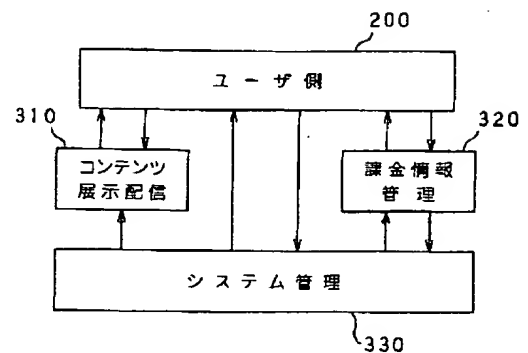 200
ユーザ側
310
コンテンツ
展示配信
320
課金情報
管理
システム管理
330